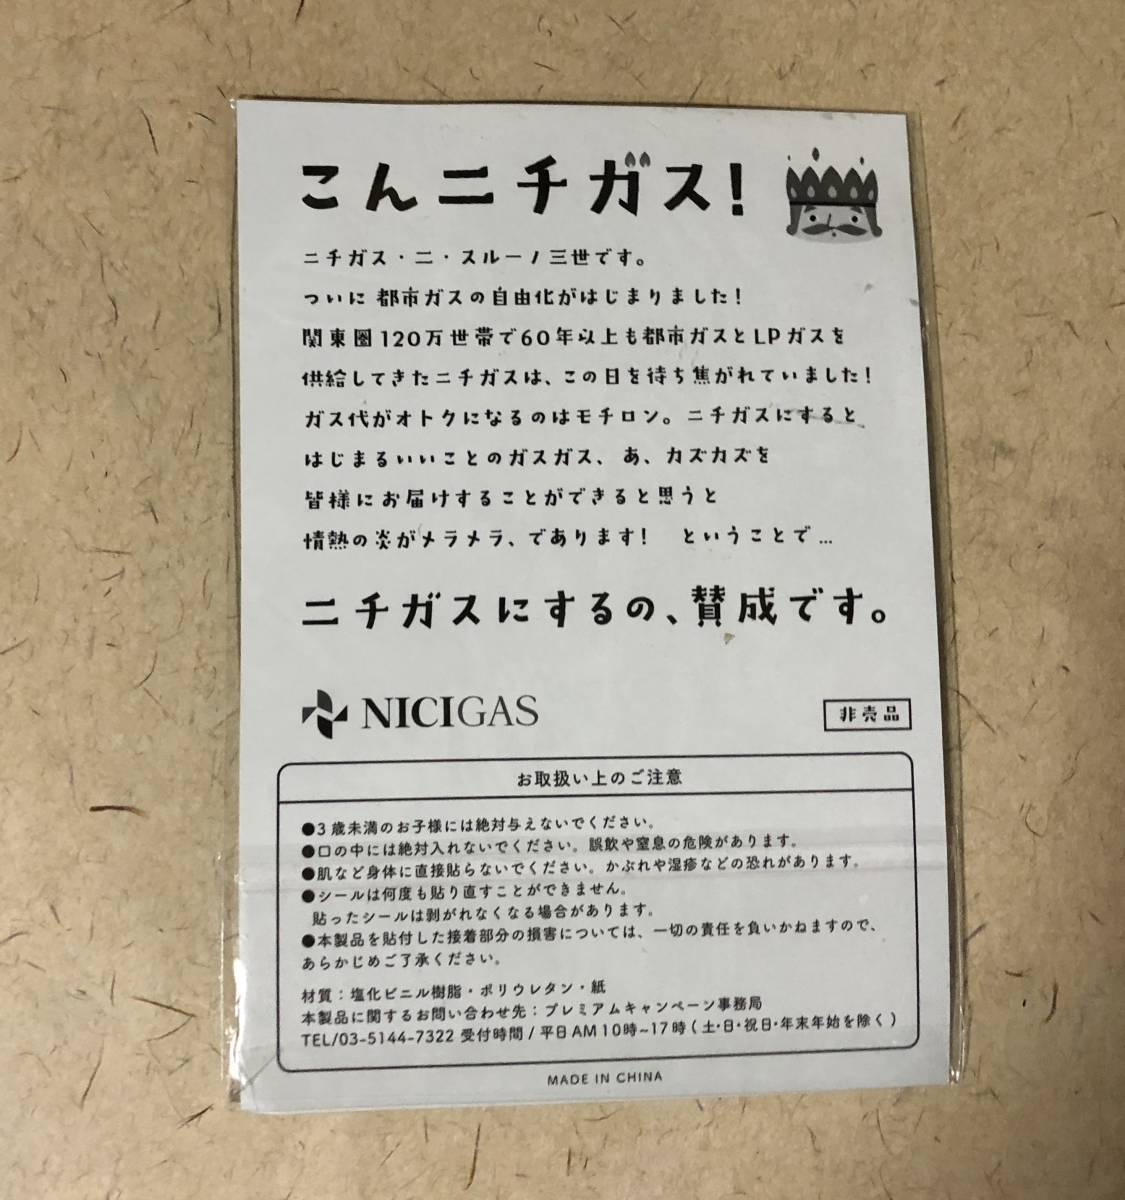 こんニチガス!
ニチガス・ニ・スルーノ三世です。
ついに 都市ガスの自由化がはじまりました!
関東圏120万世帯で60年以上も都市ガスとLPガスを
供給してきたニチガスは、この日を待ち焦がれていました!
ガス代がオトクになるのはモチロン。ニチガスにすると
はじまるいいことのガスガス、あ、カズカズを
皆様にお届けすることができると思うと
情熱の炎がメラメラ、であります! ということで…
ニチガスにするの、賛成です。
NICIGAS
非売品
お取扱い上のご注意
●3歳未満のお子様には絶対与えないでください。
●口の中には絶対入れないでください。誤飲や窒息の危険があります。
●肌など身体に直接貼らないでください。かぶれや湿疹などの恐れがあります。
●シールは何度も貼り直すことができません。
貼ったシールは剥がれなくなる場合があります。
●本製品を貼付した接着部分の損害については、一切の責任を負いかねますので、
あらかじめご了承ください。
材質:塩化ビニル樹脂・ポリウレタン・紙
本製品に関するお問い合わせ先:プレミアムキャンペーン事務局
TEL/03-5144-7322 受付時間/平日AM10時~17時(土・日・祝日・年末年始を除く)
MADE IN CHINA